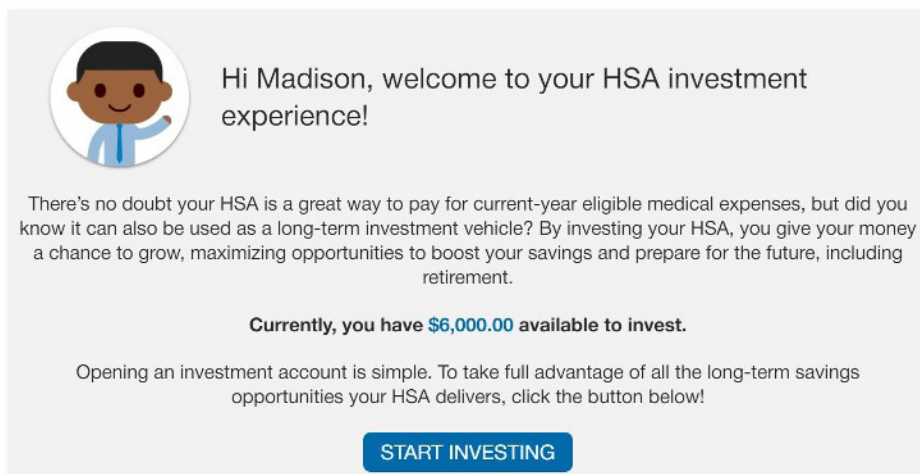 Hi Madison, welcome to your HSA investment
experience!
There's no doubt your HSA is a great way to pay for current-year eligible medical expenses, but did you
know it can also be used as a long-term investment vehicle? By investing your HSA, you give your money
a chance to grow, maximizing opportunities to boost your savings and prepare for the future, including
retirement.
Currently, you have $6,000.00 available to invest.
Opening an investment account is simple. To take full advantage of all the long-term savings
opportunities your HSA delivers, click the button below!
START INVESTING